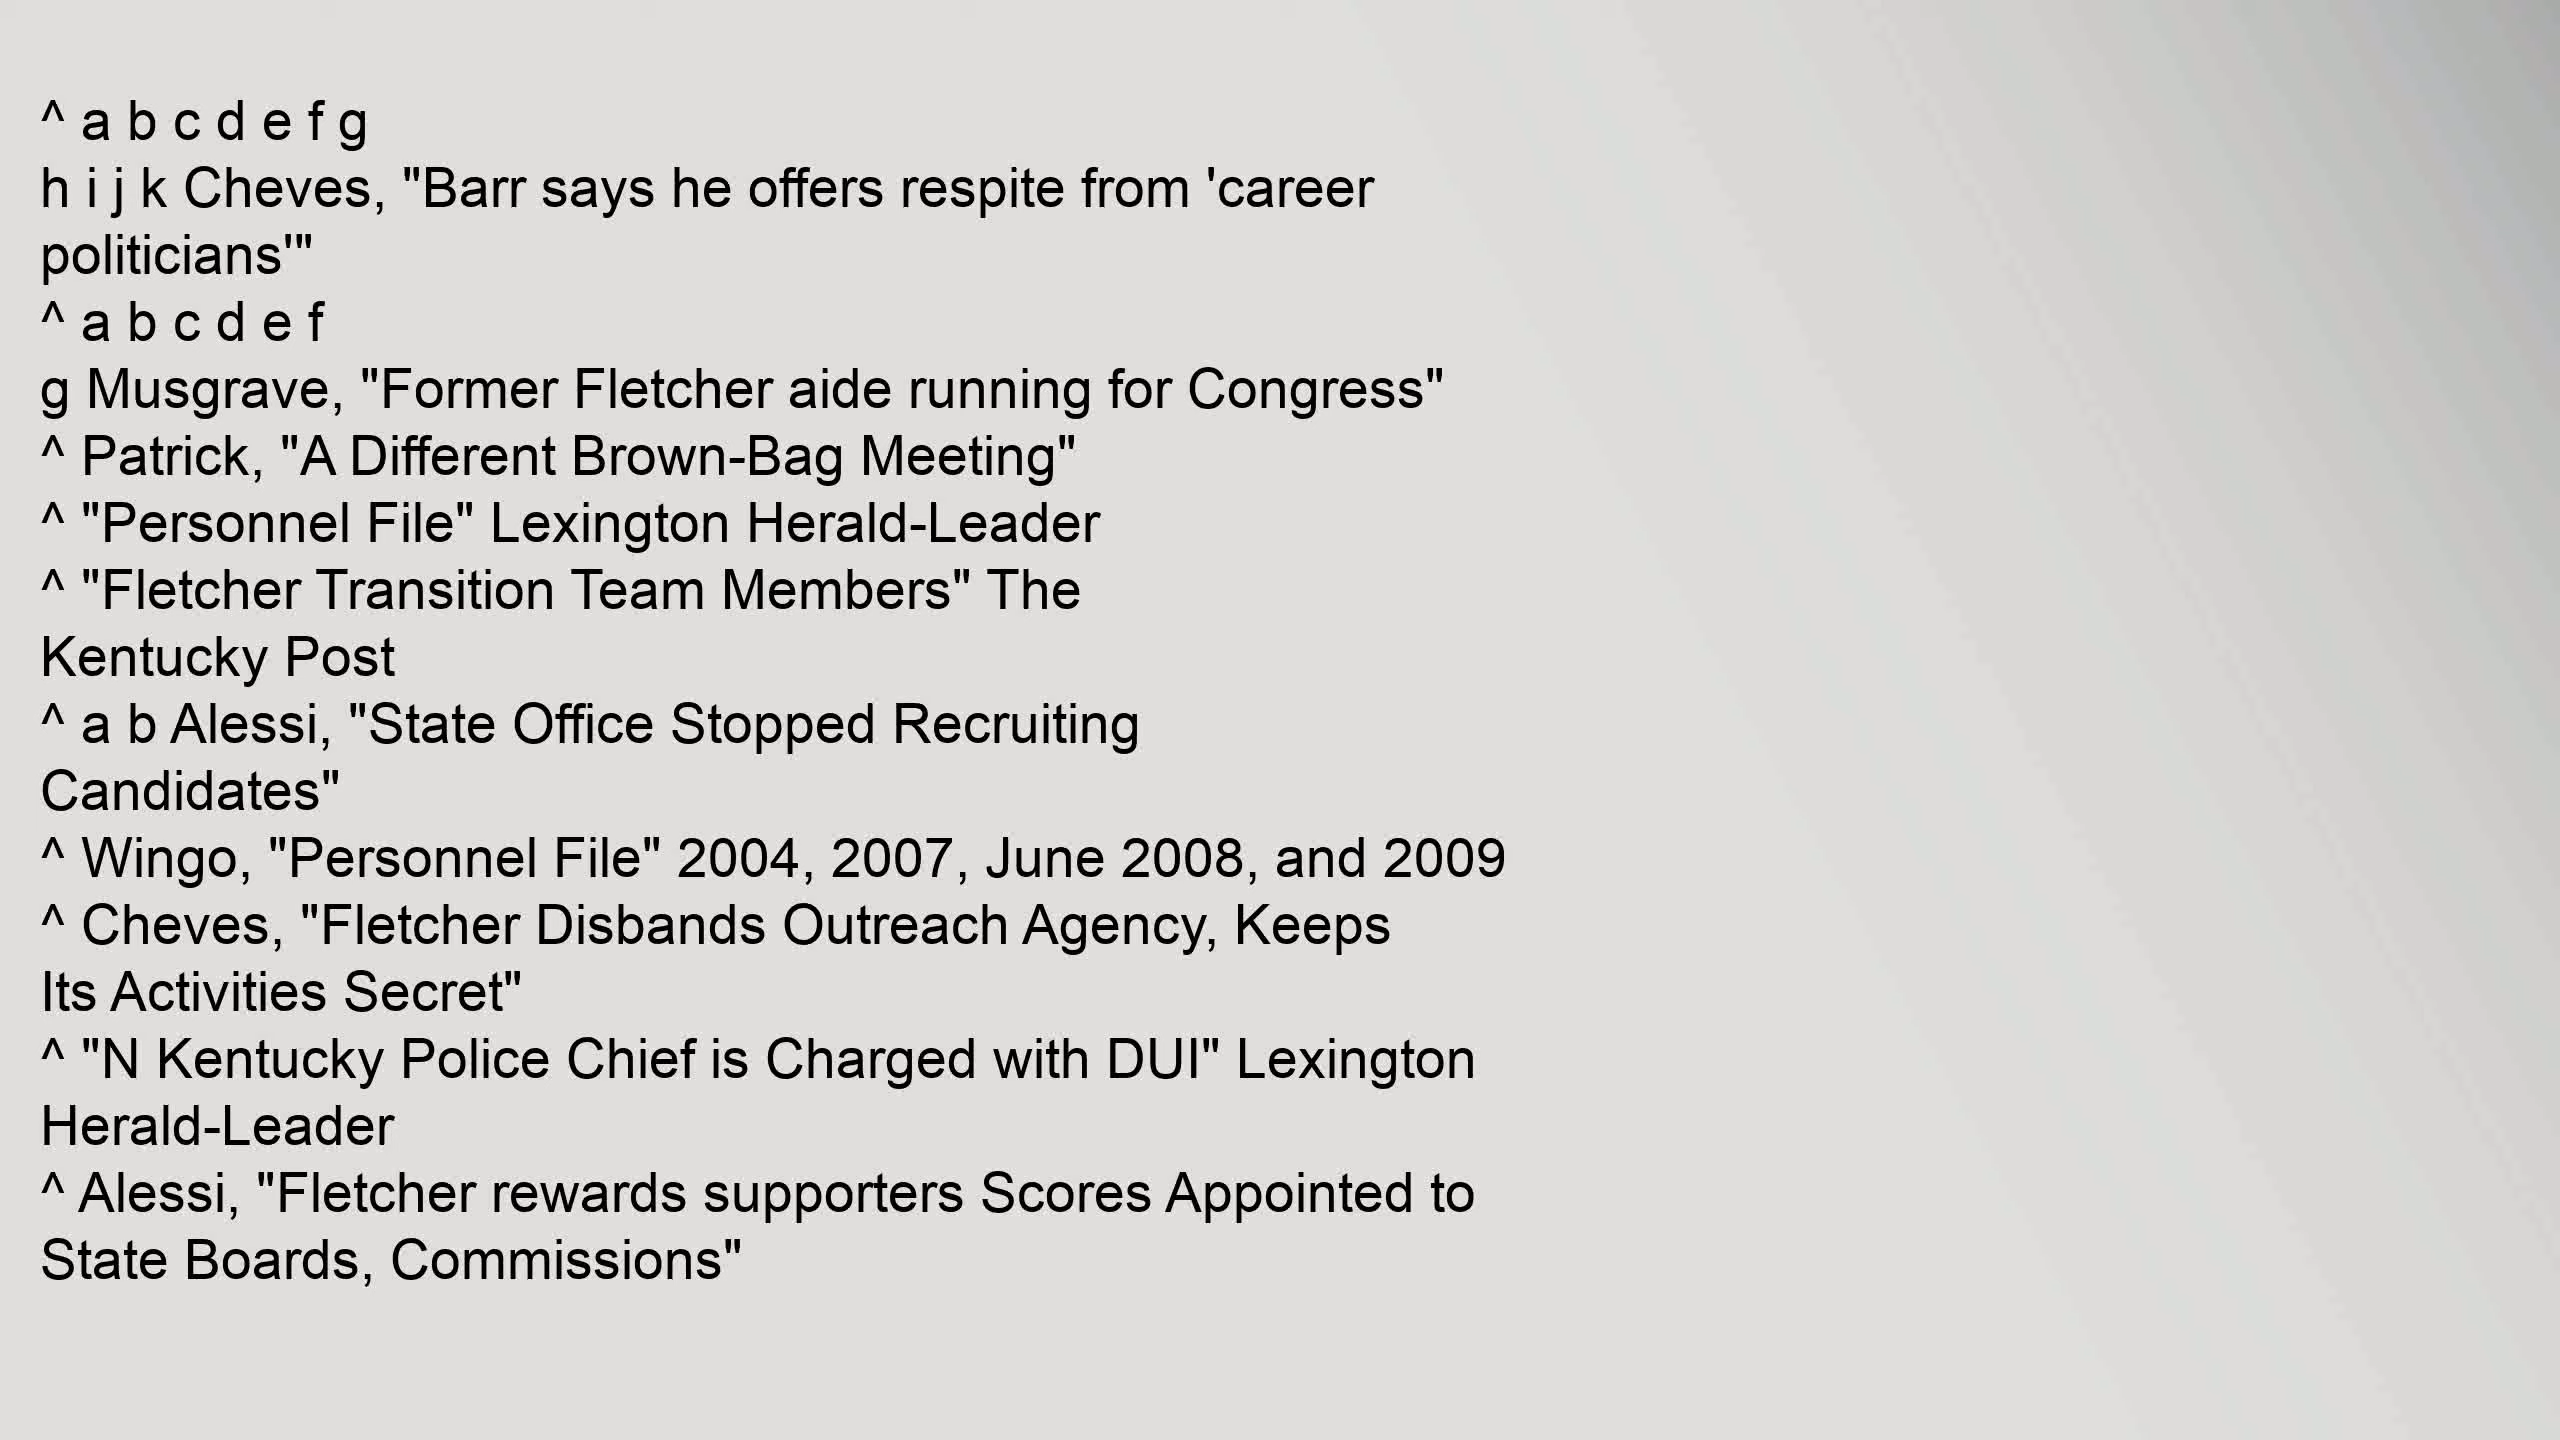 ^ a b c d e f g
h i j k Cheves, "Barr says he offers respite from 'career
politicians'"
^ a b c d e f
g Musgrave, "Former Fletcher aide running for Congress"
^ Patrick, "A Different Brown-Bag Meeting"
^ "Personnel File" Lexington Herald-Leader
^ "Fletcher Transition Team Members" The
Kentucky Post
^ a b Alessi, "State Office Stopped Recruiting
Candidates"
^ Wingo, "Personnel File" 2004, 2007, June 2008, and 2009
^ Cheves, "Fletcher Disbands Outreach Agency, Keeps
Its Activities Secret"
^ "N Kentucky Police Chief is Charged with DUI" Lexington
Herald-Leader
^ Alessi, "Fletcher rewards supporters Scores Appointed to
State Boards, Commissions"